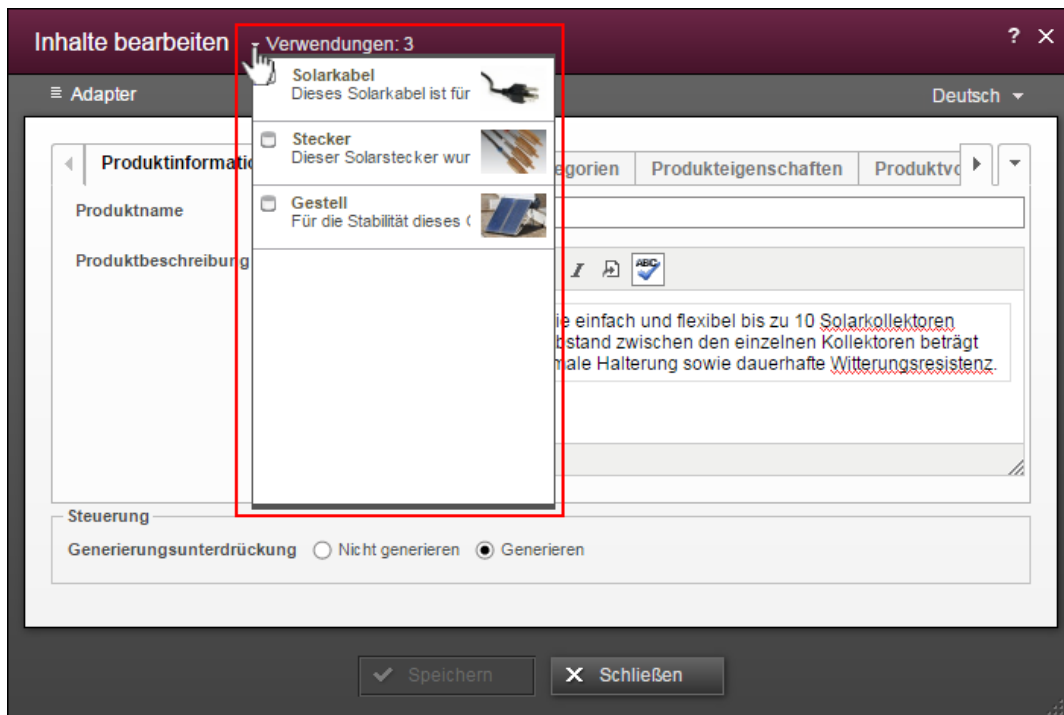 Inhalte bearbeiten
Verwendungen: 3
?
Adapter
Deutsch
Solarkabel
Dieses Solarkabel ist für
Stecker
Dieser Solarstecker wur
Gestell
Für die Stabilität dieses
Produktinformatio
egorien
Produkteigenschaften
Produktvo
Produktname
Produktbeschreibung
I
ABC
ie einfach und flexibel bis zu 10 Solarkollektoren
bstand zwischen den einzelnen Kollektoren beträgt
male Halterung sowie dauerhafte Witterungsresistenz.
Steuerung
Generierungsunterdrückung Nicht generieren Generieren
Speichern
Schließen